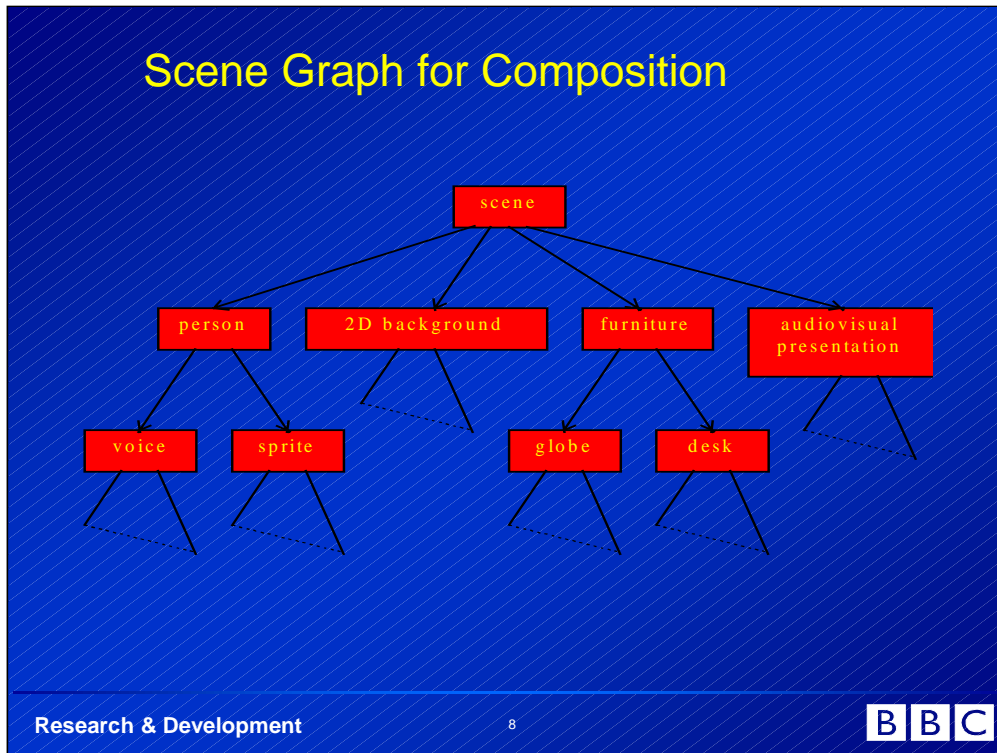 Scene Graph for Composition
scene
person
2D background
furniture
audiovisual
presentation
voice
sprite
globe
desk
Research & Development
8
BBC